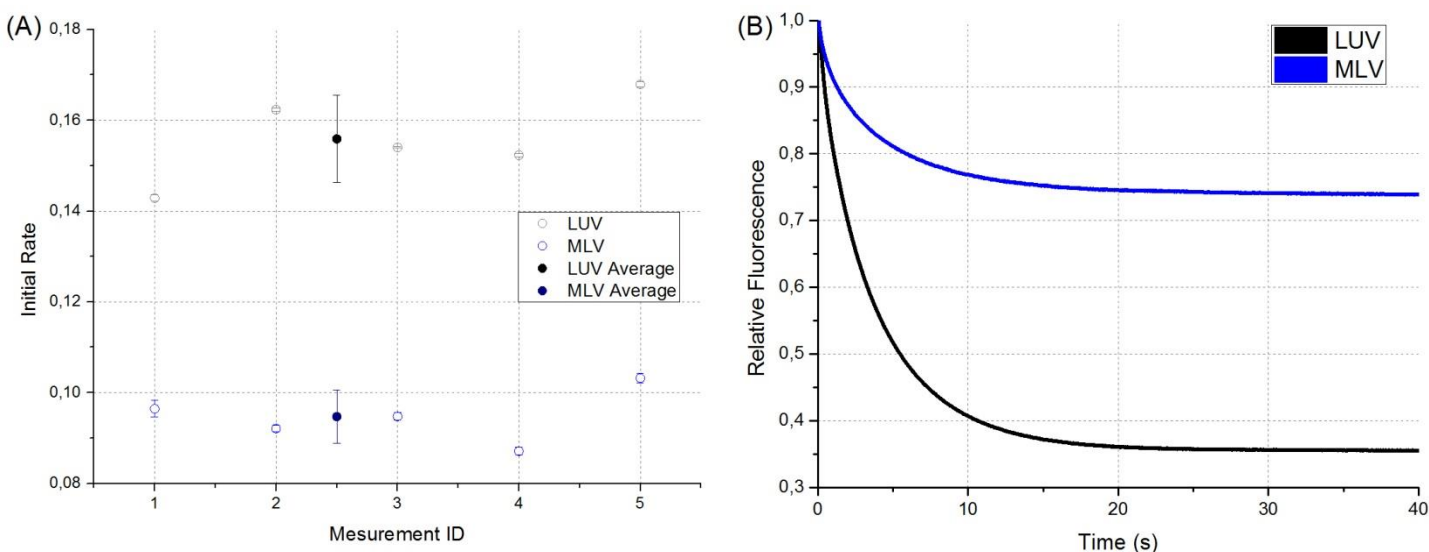 (A)
0,18
0,16
0,14
0,12
0,10
0,08
Initial Rate
1 2 3 4 5
Mesurement ID
LUV
MLV
LUV Average
MLV Average
(B)
1,0
0,9
0,8
0,7
0,6
0,5
0,4
0,3
Relative Fluorescence
0 10 20 30 40
Time (s)
LUV
MLV